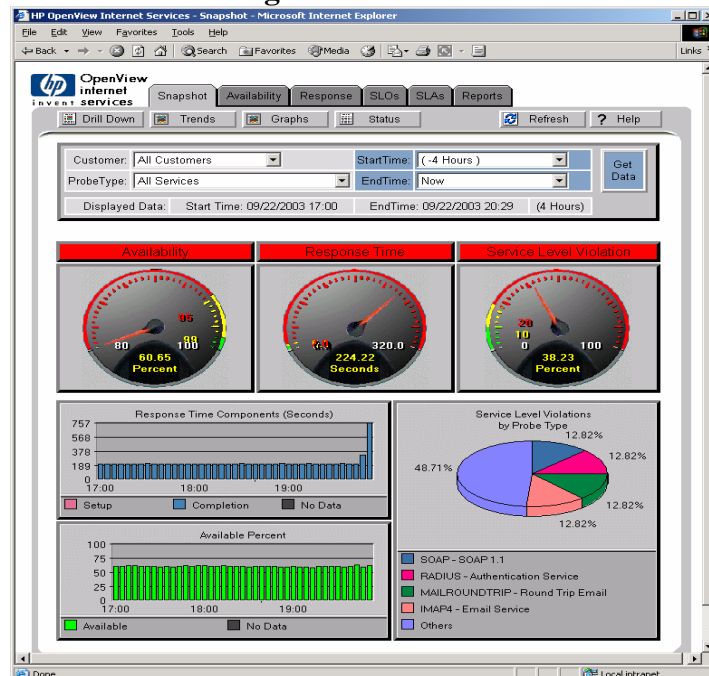 HP OpenView Internet Services - Snapshot - Microsoft Internet Explorer
File Edit View Favorites Tools Help
Back Search Favorites Media Links
hp OpenView
internet
services
invent
Snapshot Availability Response SLOs SLAs Reports
Drill Down Trends Graphs Status Refresh ? Help
Customer: All Customers StartTime: ( -4 Hours )
ProbeType: All Services EndTime: Now
Get
Data
Displayed Data: Start Time: 09/22/2003 17:00 EndTime: 09/22/2003 20:29 (4 Hours)
Availability Response Time Service Level Violation
95
99
80 100
60.65
Percent
320.0
224.22
Seconds
20
10
0 100
38.23
Percent
Response Time Components (Seconds)
757
568
378
189
0
17:00 18:00 19:00
Setup Completion No Data
Available Percent
100
75
50
25
0
17:00 18:00 19:00
Available No Data
Service Level Violations
by Probe Type
12.82%
12.82%
48.71%
12.82%
12.82%
SOAP - SOAP 1.1
RADIUS - Authentication Service
MAILROUNDTRIP - Round Trip Email
IMAP4 - Email Service
Others
Done Local intranet